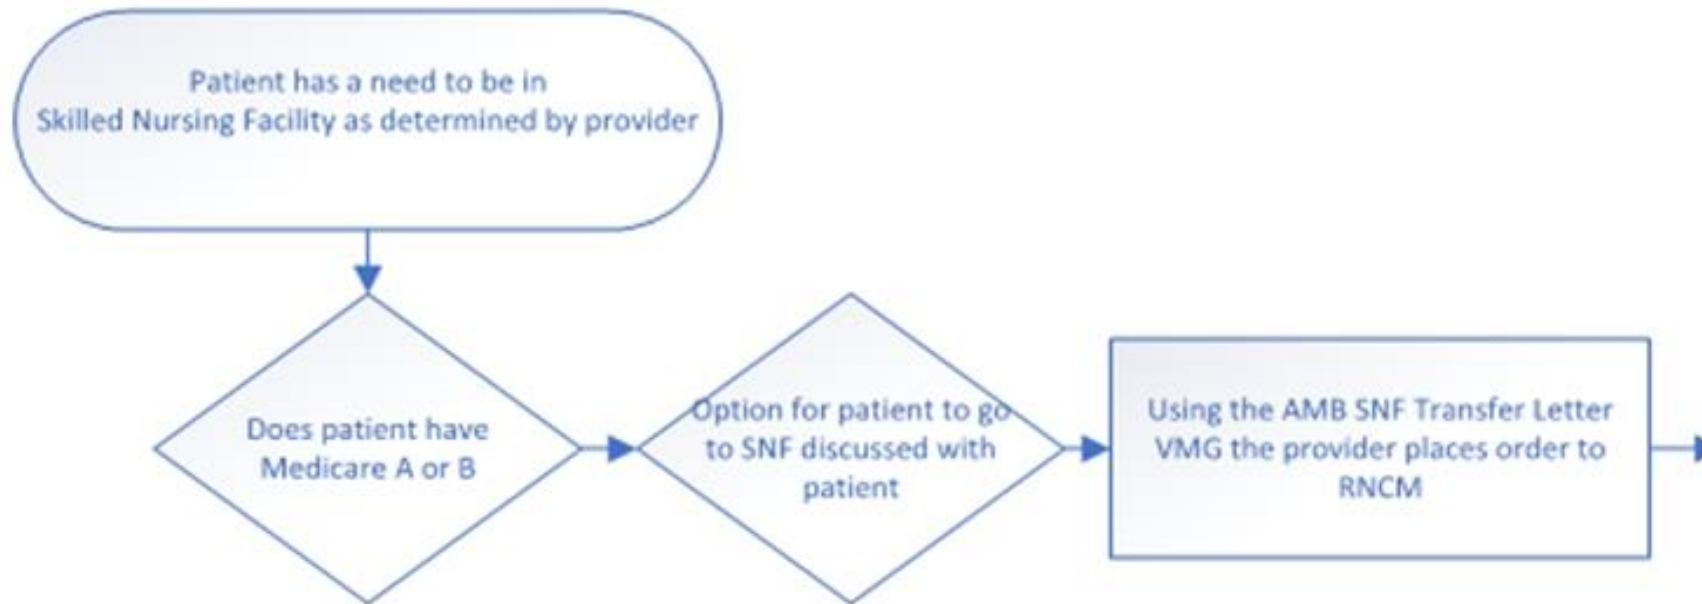 Patient has a need to be in
Skilled Nursing Facility as determined by provider
Does patient have
Medicare A or B
Option for patient to go
to SNF discussed with
patient
Using the AMB SNF Transfer Letter
VMG the provider places order to
RNCM